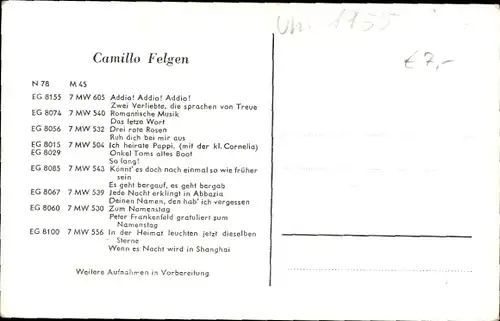 Uhr. 1955
€7,-
Camillo Felgen
N 78 M 45
EG 8155 7 MW 605 Addio! Addio! Addio!
Zwei Verliebte, die sprachen von Treue
EG 8074 7 MW 540 Romantische Musik
Das letze Wort
EG 8056 7 MW 532 Drei rote Rosen
Ruh dich bei mir aus
EG 8015 7 MW 504 Ich heirate Pappi, (mit der kl. Cornelia)
EG 8029 Onkel Toms altes Boot
So lang!
EG 8085 7 MW 543 Könnt' es doch noch einmal so wie früher
sein
Es geht bergauf, es geht bergab
EG 8067 7 MW 539 Jede Nacht erklingt in Abbazia
Deinen Namen, den hab' ich vergessen
EG 8060 7 MW 530 Zum Namenstag
Peter Frankenfeld gratuliert zum
Namenstag
EG 8100 7 MW 556 In der Heimat leuchten jetzt dieselben
Sterne
Wenn es Nacht wird in Shanghai
Weitere Aufnahmen in Vorbereitung